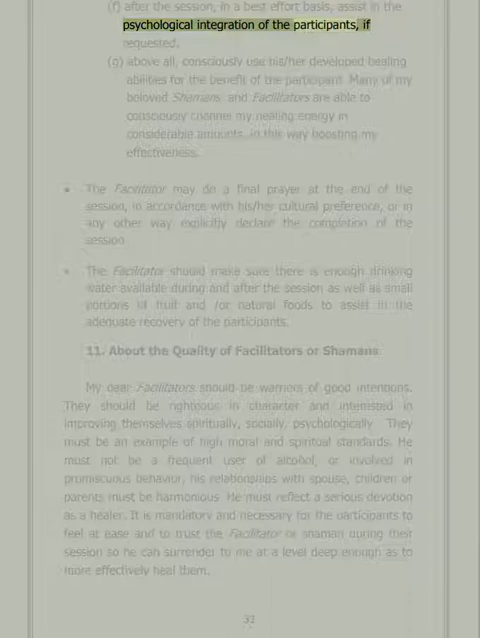 (f) after the session, in a best effort basis, assist in the
psychological integration of the participants, if
requested.
(g) above all, consciously use his/her developed healing
abilities for the benefit of the participant. Many of my
beloved Shamans and Facilitators are able to
consciously channel my healing energy in
considerable amounts, in this way boosting my
effectiveness.
• The Facilitator may do a final prayer at the end of the
session, in accordance with his/her cultural preference, or in
any other way explicitly declare the completion of the
session.
• The Facilitator should make sure there is enough drinking
water available during and after the session as well as small
portions of fruit and /or natural foods to assist in the
adequate recovery of the participants.
11. About the Quality of Facilitators or Shamans
My dear Facilitators should be warriors of good intentions.
They should be righteous in character and interested in
improving themselves spiritually, socially, psychologically. They
must be an example of high moral and spiritual standards. He
must not be a frequent user of alcohol, or involved in
promiscuous behavior, his relationships with spouse, children or
parents must be harmonious. He must reflect a serious devotion
as a healer. It is mandatory and necessary for the participants to
feel at ease and to trust the Facilitator or shaman during their
session so he can surrender to me at a level deep enough as to
more effectively heal them.